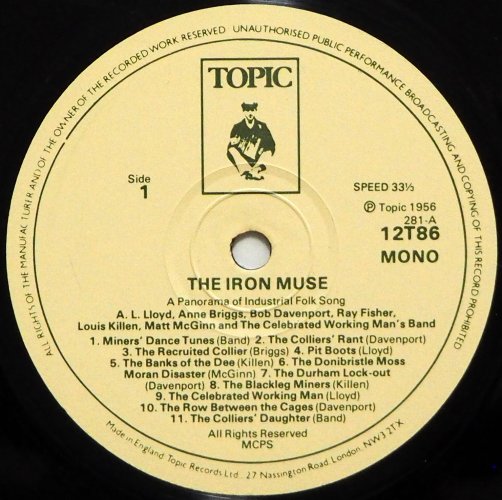 ALL RIGHTS OF THE MANUFACTURER AND OF THE OWNER OF THE RECORDED WORK RESERVED UNAUTHORISED PUBLIC PERFORMANCE BROADCASTING AND COPYING OF THIS RECORD PROHIBITED
TOPIC
Side
1
SPEED 33⅓
℗ Topic 1956
281-A
12T86
MONO
THE IRON MUSE
A Panorama of Industrial Folk Song
A. L. Lloyd, Anne Briggs, Bob Davenport, Ray Fisher,
Louis Killen, Matt McGinn and The Celebrated Working Man's Band
1. Miners' Dance Tunes (Band) 2. The Colliers' Rant (Davenport)
3. The Recruited Collier (Briggs) 4. Pit Boots (Lloyd)
5. The Banks of the Dee (Killen) 6. The Donibristle Moss
Moran Disaster (McGinn) 7. The Durham Lock-out
(Davenport) 8. The Blackleg Miners (Killen)
9. The Celebrated Working Man (Lloyd)
10. The Row Between the Cages (Davenport)
11. The Colliers' Daughter (Band)
All Rights Reserved
MCPS
Made in England. Topic Records Ltd., 27 Nassington Road, London, NW3 2TX